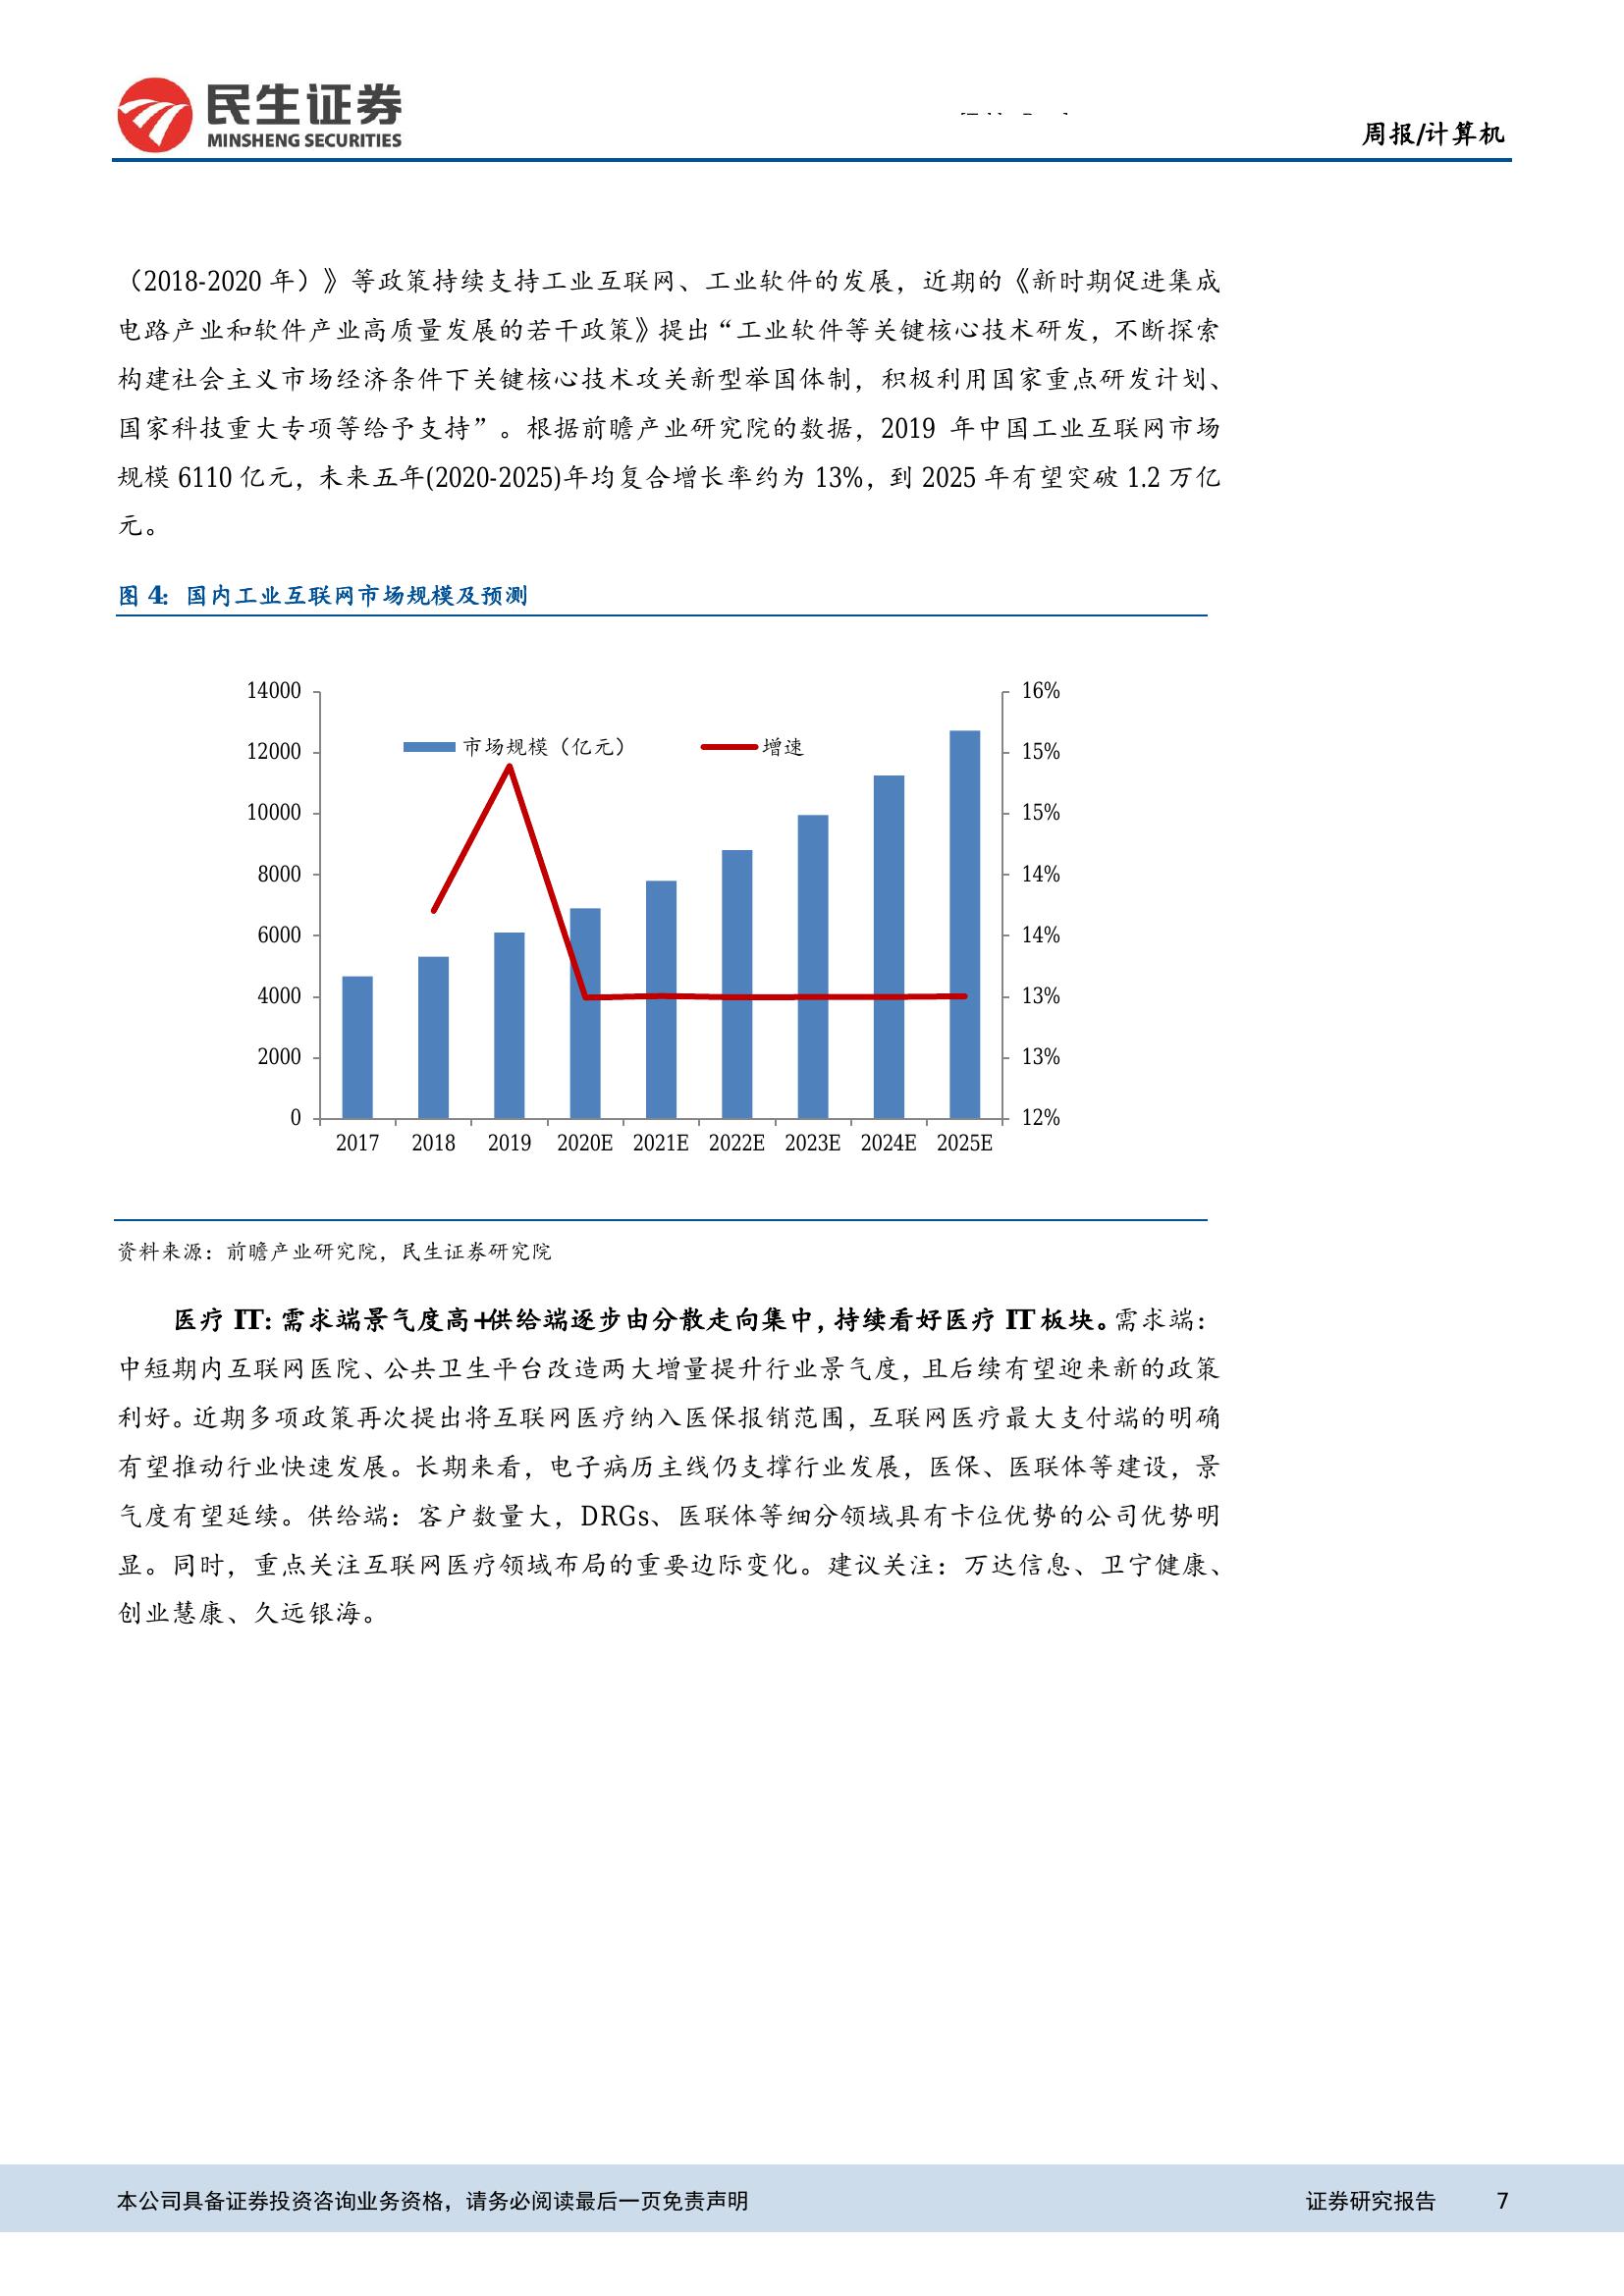 民生证券
MINSHENG SECURITIES
周报/计算机
（2018-2020 年）》等政策持续支持工业互联网、工业软件的发展，近期的《新时期促进集成
电路产业和软件产业高质量发展的若干政策》提出“工业软件等关键核心技术研发，不断探索
构建社会主义市场经济条件下关键核心技术攻关新型举国体制，积极利用国家重点研发计划、
国家科技重大专项等给予支持”。根据前瞻产业研究院的数据，2019 年中国工业互联网市场
规模 6110 亿元，未来五年(2020-2025)年均复合增长率约为 13%，到 2025 年有望突破 1.2 万亿
元。
图 4：国内工业互联网市场规模及预测
14000
12000
10000
8000
6000
4000
2000
0
市场规模（亿元）
增速
16%
15%
15%
14%
14%
13%
13%
12%
2017 2018 2019 2020E 2021E 2022E 2023E 2024E 2025E
资料来源：前瞻产业研究院，民生证券研究院
医疗 IT：需求端景气度高+供给端逐步由分散走向集中，持续看好医疗 IT 板块。需求端：
中短期内互联网医院、公共卫生平台改造两大增量提升行业景气度，且后续有望迎来新的政策
利好。近期多项政策再次提出将互联网医疗纳入医保报销范围，互联网医疗最大支付端的明确
有望推动行业快速发展。长期来看，电子病历主线仍支撑行业发展，医保、医联体等建设，景
气度有望延续。供给端：客户数量大，DRGs、医联体等细分领域具有卡位优势的公司优势明
显。同时，重点关注互联网医疗领域布局的重要边际变化。建议关注：万达信息、卫宁健康、
创业慧康、久远银海。
本公司具备证券投资咨询业务资格，请务必阅读最后一页免责声明
证券研究报告 7